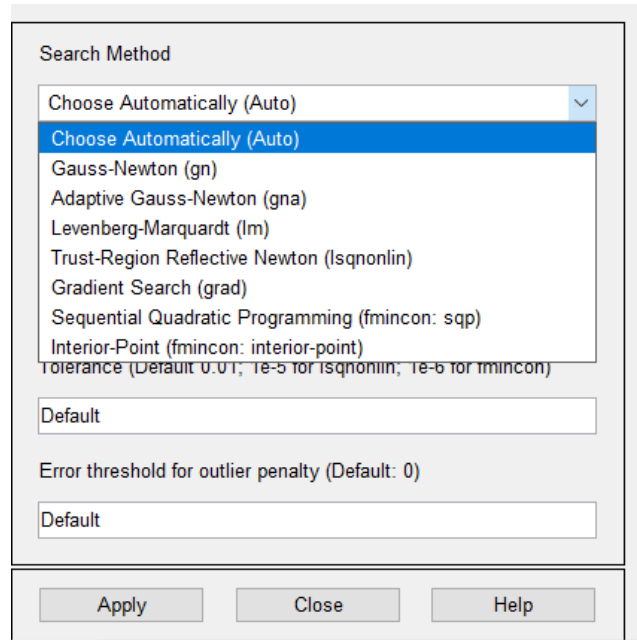 Search Method
Choose Automatically (Auto)
Choose Automatically (Auto)
Gauss-Newton (gn)
Adaptive Gauss-Newton (gna)
Levenberg-Marquardt (lm)
Trust-Region Reflective Newton (lsqnonlin)
Gradient Search (grad)
Sequential Quadratic Programming (fmincon: sqp)
Interior-Point (fmincon: interior-point)
Tolerance (Default 0.01; 1e-5 for lsqnonlin; 1e-6 for fmincon)
Default
Error threshold for outlier penalty (Default: 0)
Default
Apply
Close
Help